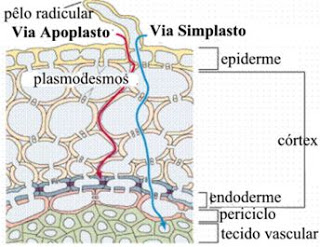 pêlo radicular
Via Apoplasto
Via Simplasto
plasmodesmos
epiderme
córtex
endoderme
periciclo
tecido vascular